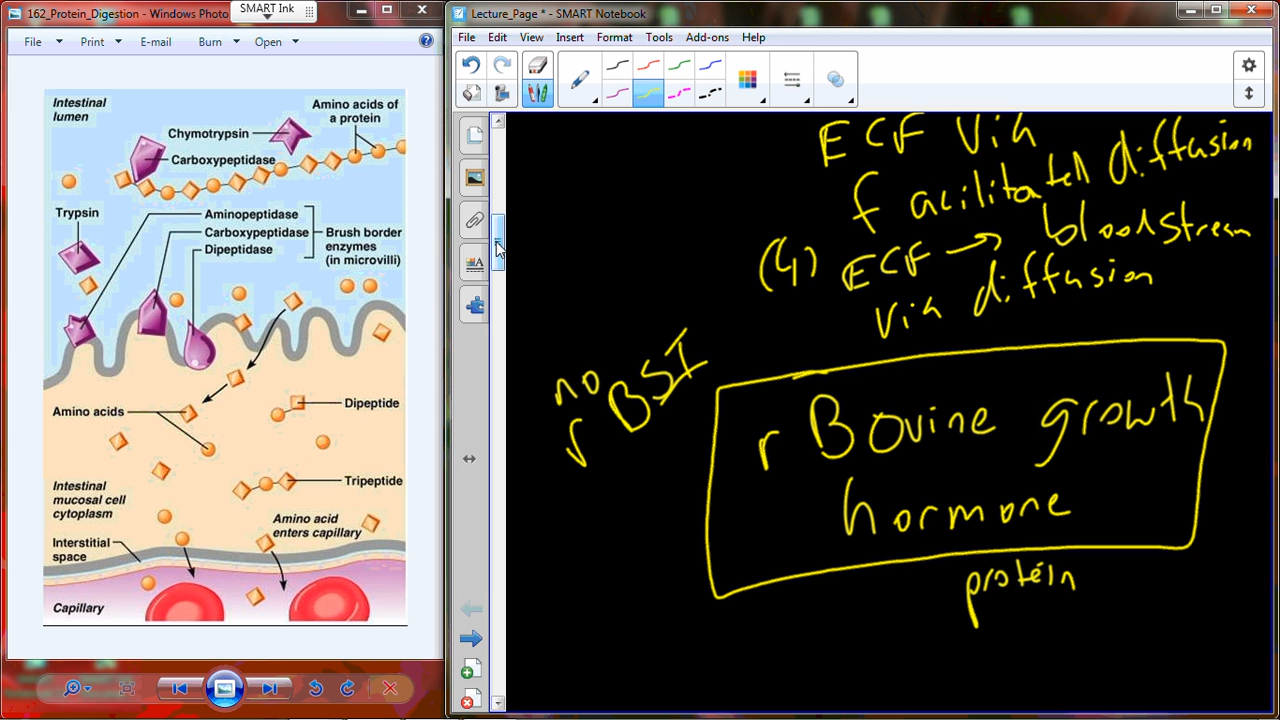 162_Protein_Digestion - Windows Photo
SMART Ink
File Print E-mail Burn Open
Intestinal
lumen
Amino acids of
a protein
Chymotrypsin
Carboxypeptidase
Trypsin
Aminopeptidase
Carboxypeptidase
Dipeptidase
Brush border
enzymes
(in microvilli)
Amino acids
Dipeptide
Tripeptide
Intestinal
mucosal cell
cytoplasm
Amino acid
enters capillary
Interstitial
space
Capillary
Lecture_Page * - SMART Notebook
File Edit View Insert Format Tools Add-ons Help
ECF via
facilitated diffusion
(4) ECF → bloodstream
via diffusion
no
rBST
r Bovine growth
hormone
protein